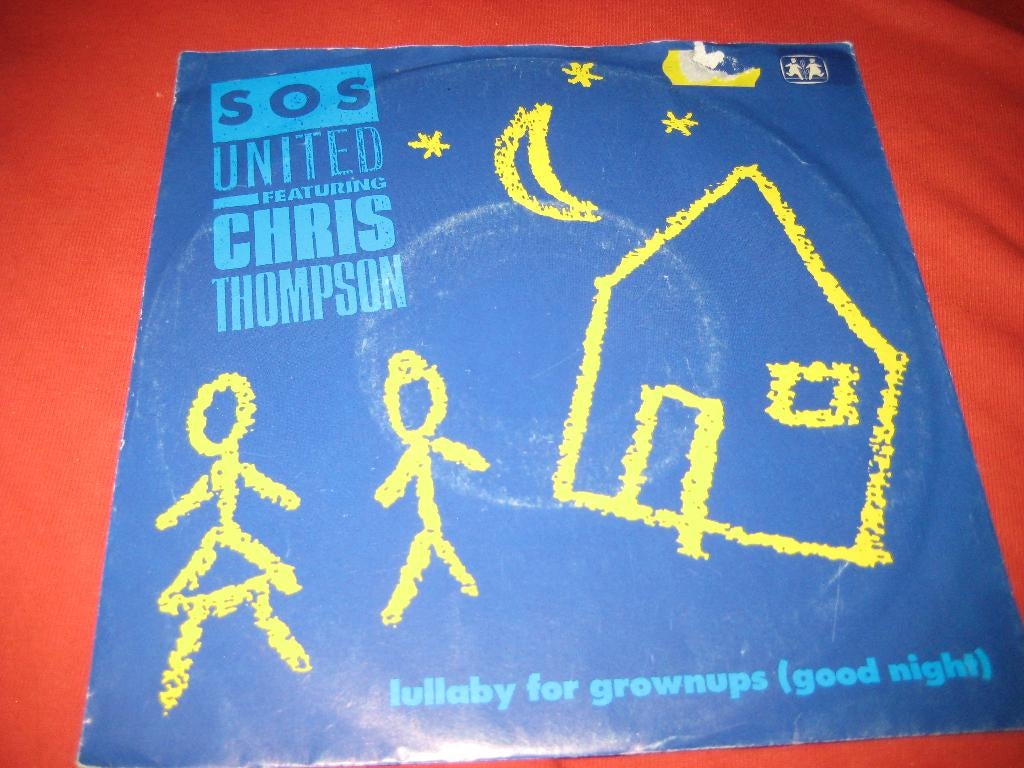 SOS
UNITED
FEATURING
CHRIS
THOMPSON
lullaby for grownups (good night)